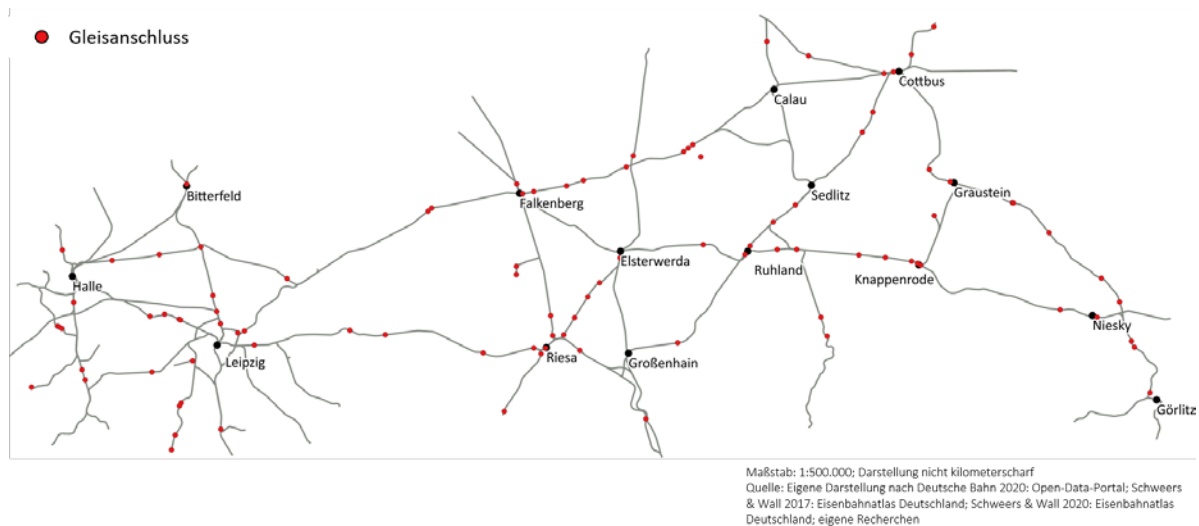 Gleisanschluss
Cottbus
Calau
Bitterfeld
Falkenberg
Sedlitz
Graustein
Halle
Elsterwerda
Ruhland
Knappenrode
Niesky
Leipzig
Riesa
Großenhain
Görlitz
Maßstab: 1:500.000; Darstellung nicht kilometerscharf
Quelle: Eigene Darstellung nach Deutsche Bahn 2020: Open-Data-Portal; Schweers
& Wall 2017: Eisenbahnatlas Deutschland; Schweers & Wall 2020: Eisenbahnatlas
Deutschland; eigene Recherchen